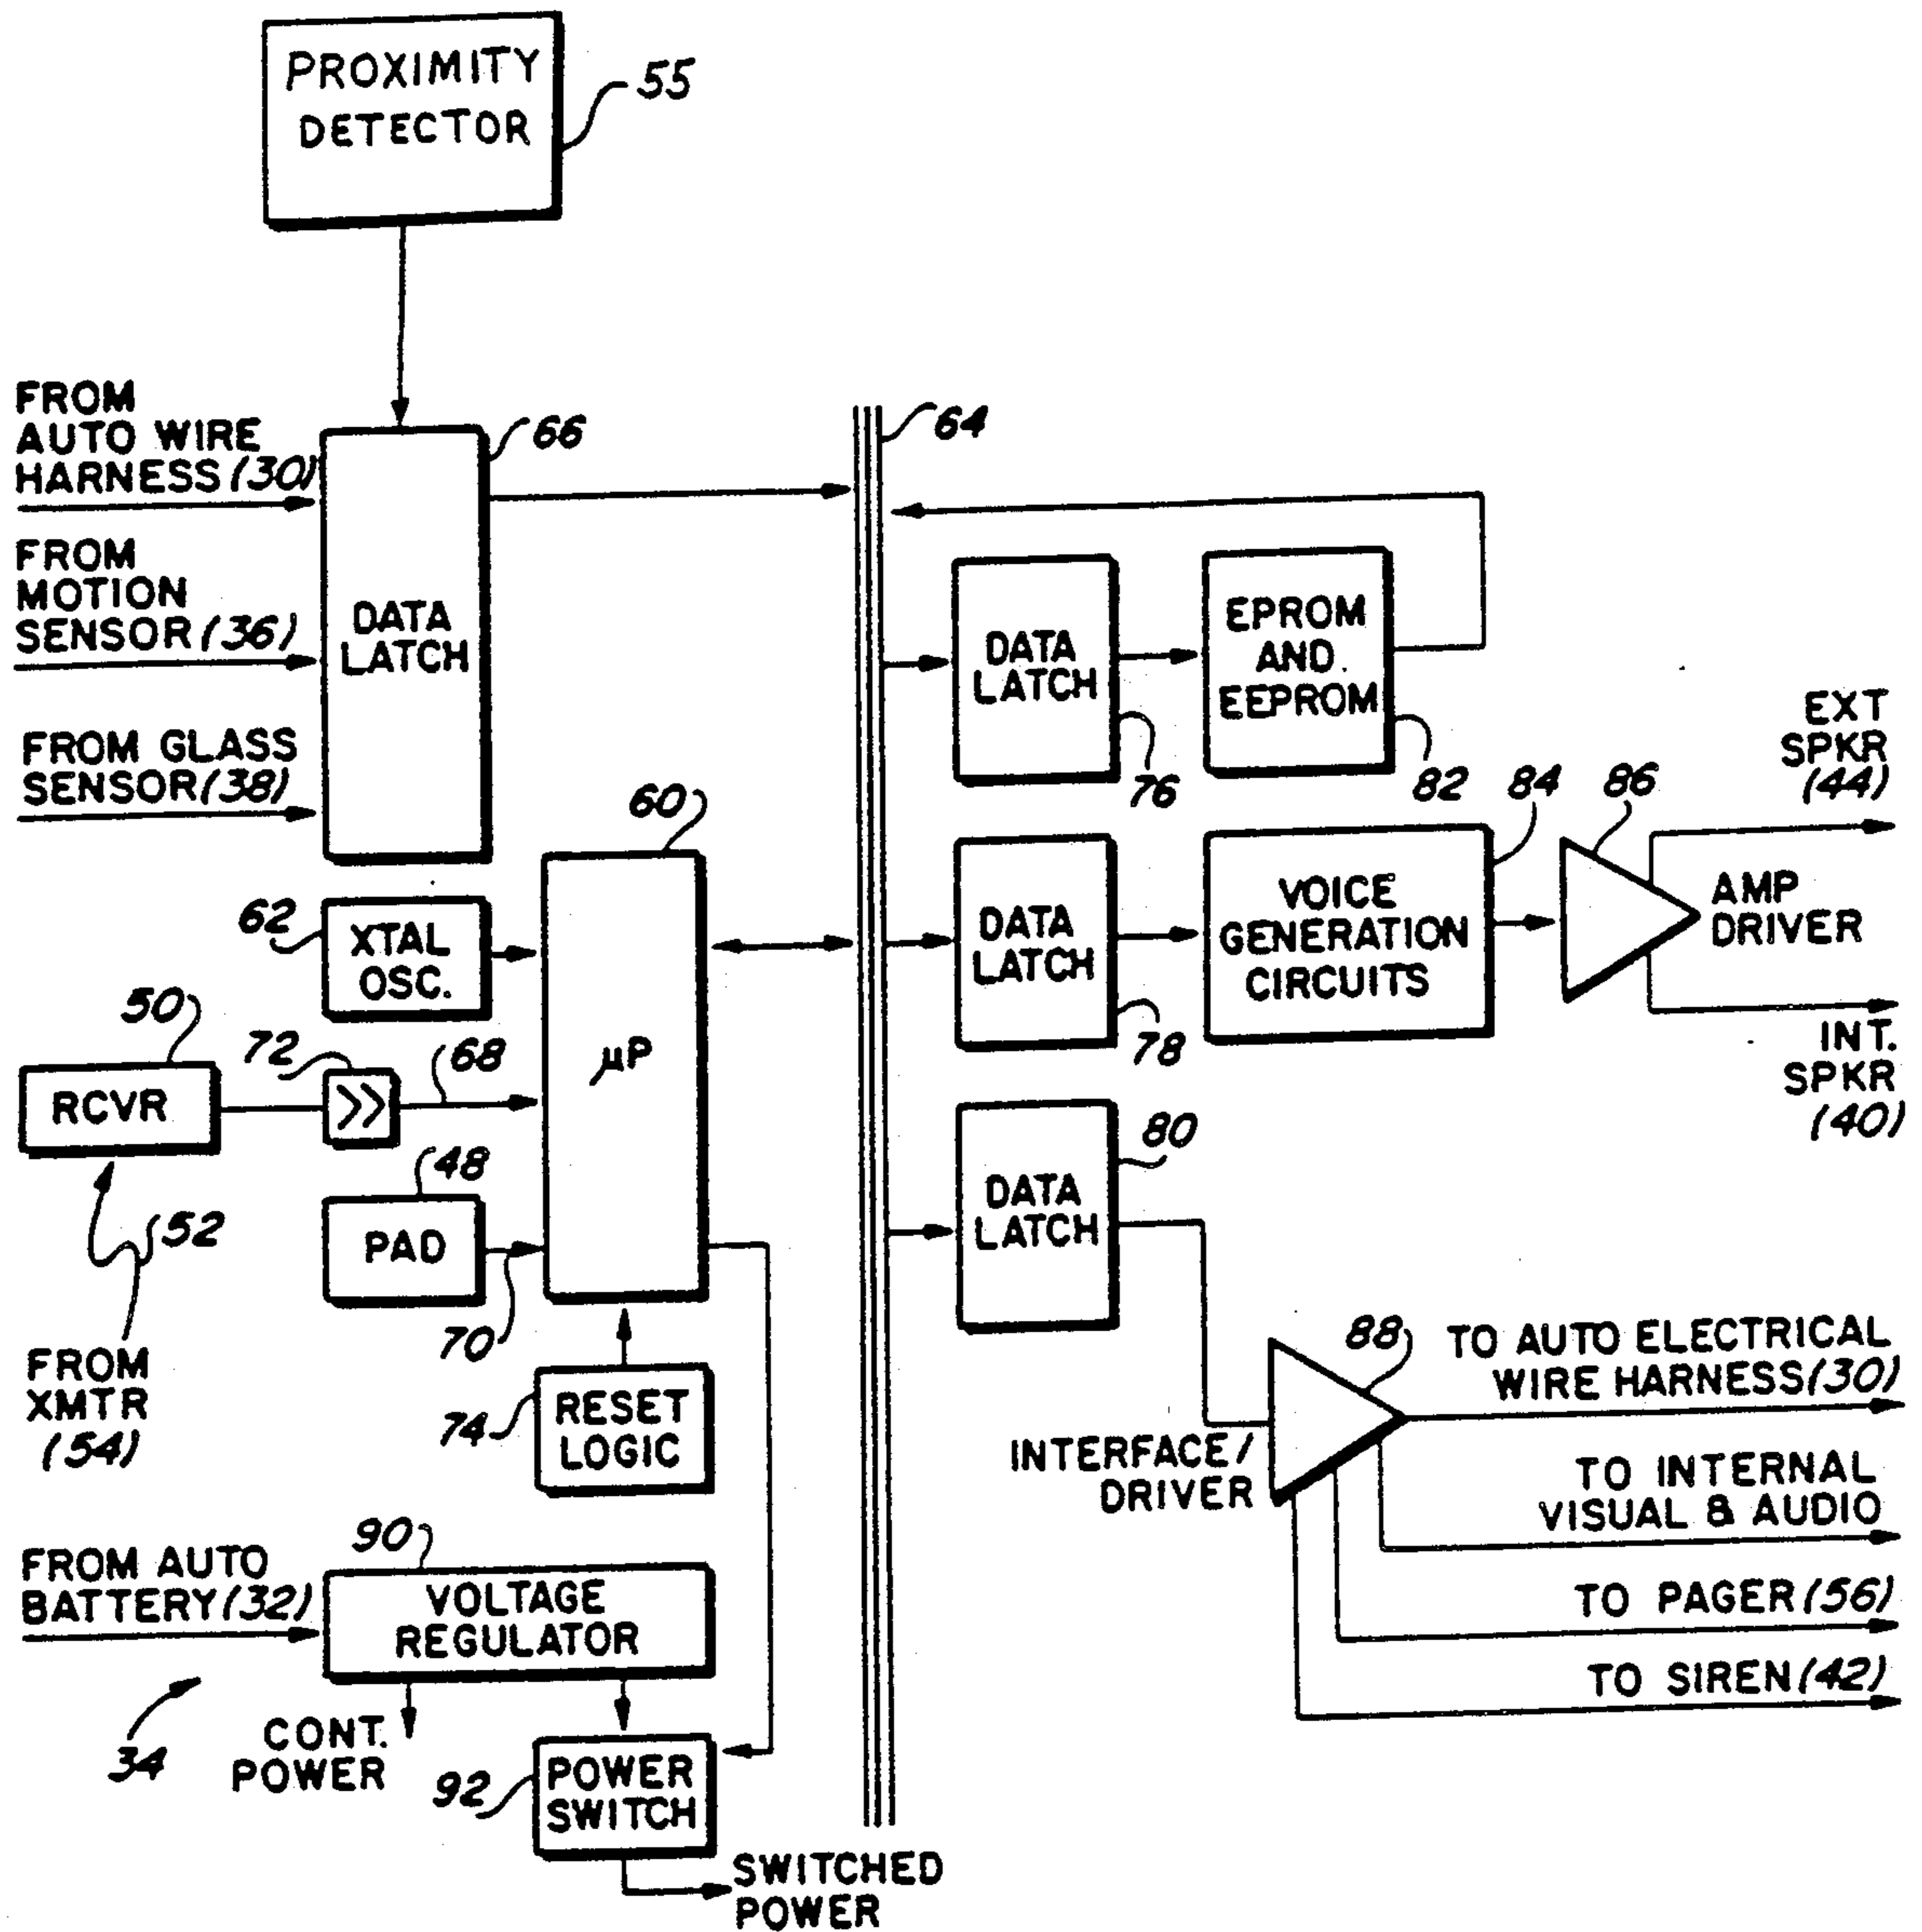 PROXIMITY
DETECTOR
55
FROM
AUTO WIRE
HARNESS (30)
FROM
MOTION
SENSOR (36)
FROM GLASS
SENSOR (38)
66
DATA
LATCH
64
DATA
LATCH
76
EPROM
AND
EEPROM
82
EXT
SPKR
(44)
60
62
XTAL
OSC.
µP
DATA
LATCH
78
VOICE
GENERATION
CIRCUITS
84
86
AMP
DRIVER
INT.
SPKR
(40)
50
RCVR
72
>>
68
48
PAD
70
52
FROM
XMTR
(54)
74
RESET
LOGIC
80
DATA
LATCH
88
INTERFACE/
DRIVER
TO AUTO ELECTRICAL
WIRE HARNESS (30)
TO INTERNAL
VISUAL & AUDIO
TO PAGER (56)
TO SIREN (42)
90
FROM AUTO
BATTERY (32)
VOLTAGE
REGULATOR
34
CONT.
POWER
92
POWER
SWITCH
SWITCHED
POWER